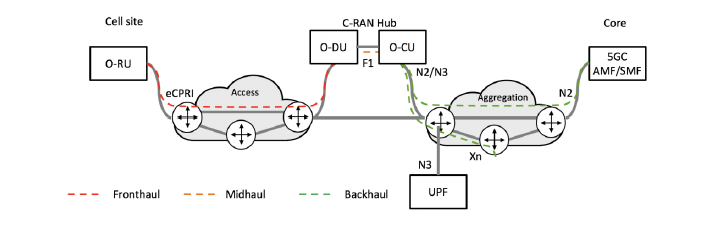 Cell site
C-RAN Hub
Core
O-RU
O-DU
O-CU
5GC
AMF/SMF
F1
N2/N3
eCPRI
Access
Aggregation
N2
Xn
N3
UPF
Fronthaul
Midhaul
Backhaul